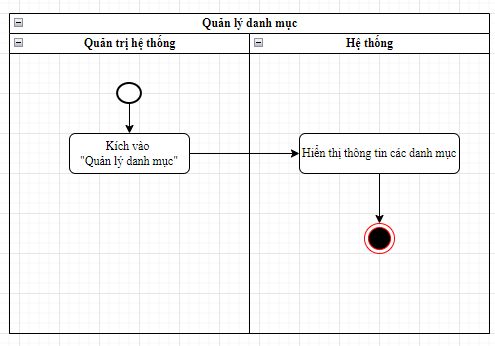 Quản lý danh mục
Quản trị hệ thống
Hệ thống
Kích vào
"Quản lý danh mục"
Hiển thị thông tin các danh mục